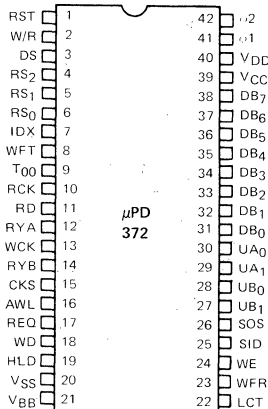 RST 1
W/R 2
DS 3
RS2 4
RS1 5
RS0 6
IDX 7
WFT 8
T00 9
RCK 10
RD 11
RYA 12
WCK 13
RYB 14
CKS 15
AWL 16
REQ 17
WD 18
HLD 19
VSS 20
VBB 21
μPD
372
42 φ2
41 φ1
40 VDD
39 VCC
38 DB7
37 DB6
36 DB5
35 DB4
34 DB3
33 DB2
32 DB1
31 DB0
30 UA0
29 UA1
28 UB0
27 UB1
26 SOS
25 SID
24 WE
23 WFR
22 LCT